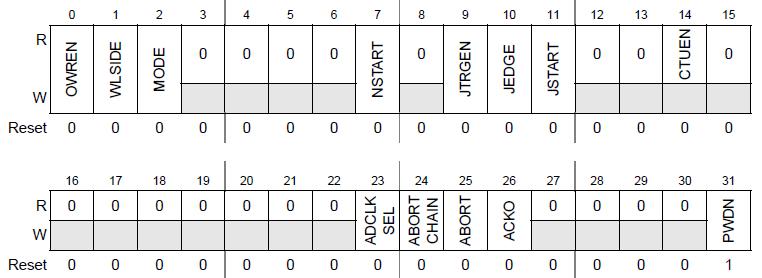 0 1 2 3 4 5 6 7 8 9 10 11 12 13 14 15
R OWREN WLSIDE MODE 0 0 0 0 NSTART 0 JTRGEN JEDGE JSTART 0 0 CTUEN 0
W
Reset 0 0 0 0 0 0 0 0 0 0 0 0 0 0 0 0
16 17 18 19 20 21 22 23 24 25 26 27 28 29 30 31
R 0 0 0 0 0 0 0 ADCLK SEL ABORT CHAIN ABORT ACKO 0 0 0 0 PWDN
W
Reset 0 0 0 0 0 0 0 0 0 0 0 0 0 0 0 1